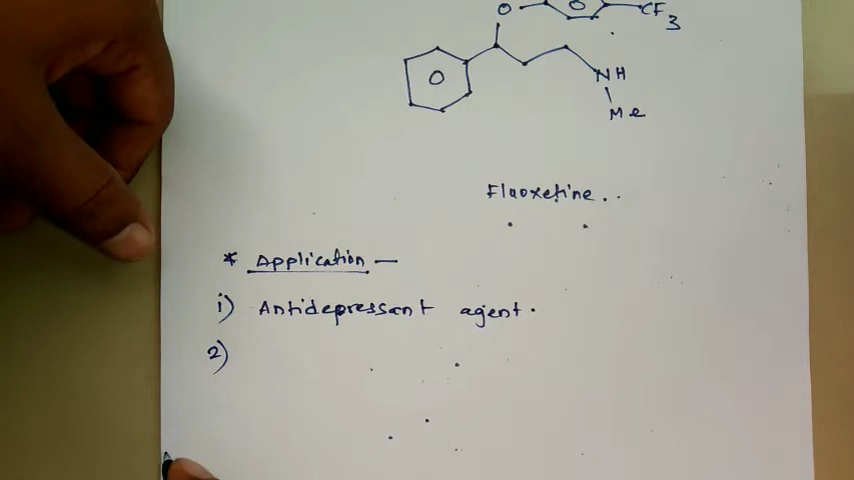 O
O
CF3
O
NH
Me
Fluoxetine..
* Application —
i) Antidepressant agent.
2)